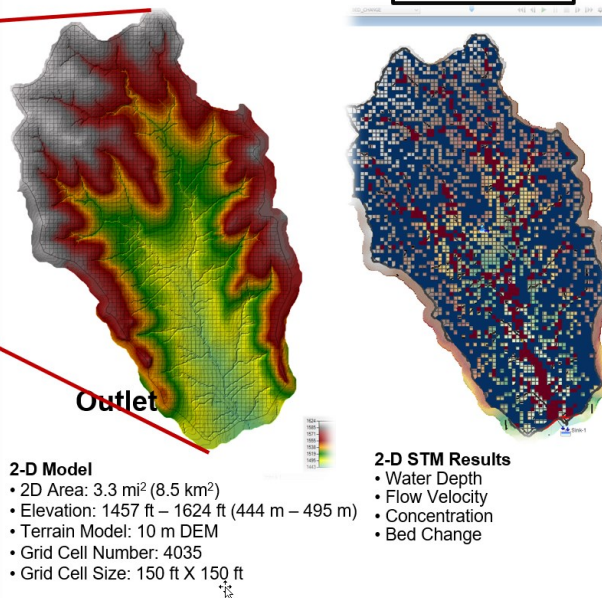 Outlet
2-D Model
• 2D Area: 3.3 mi² (8.5 km²)
• Elevation: 1457 ft – 1624 ft (444 m – 495 m)
• Terrain Model: 10 m DEM
• Grid Cell Number: 4035
• Grid Cell Size: 150 ft X 150 ft
2-D STM Results
• Water Depth
• Flow Velocity
• Concentration
• Bed Change